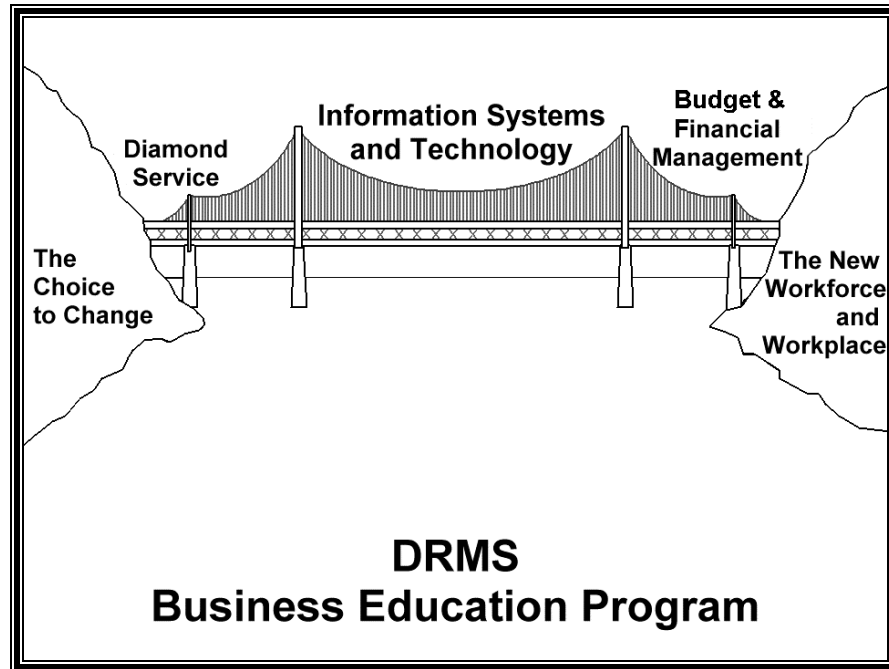 Diamond
Service
Information Systems
and Technology
Budget &
Financial
Management
The
Choice
to Change
The New
Workforce
and
Workplace
DRMS
Business Education Program